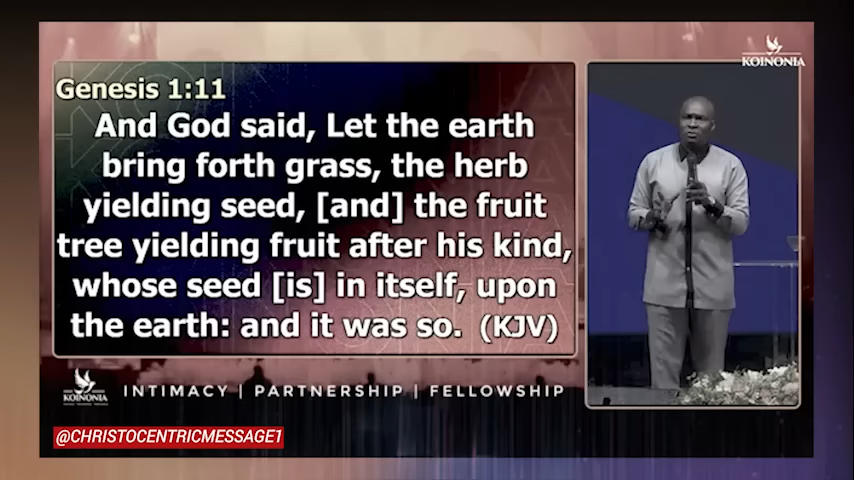 KOINONIA
Genesis 1:11
And God said, Let the earth
bring forth grass, the herb
yielding seed, [and] the fruit
tree yielding fruit after his kind,
whose seed [is] in itself, upon
the earth: and it was so. (KJV)
KOINONIA
INTIMACY | PARTNERSHIP | FELLOWSHIP
@CHRISTOCENTRICMESSAGE1